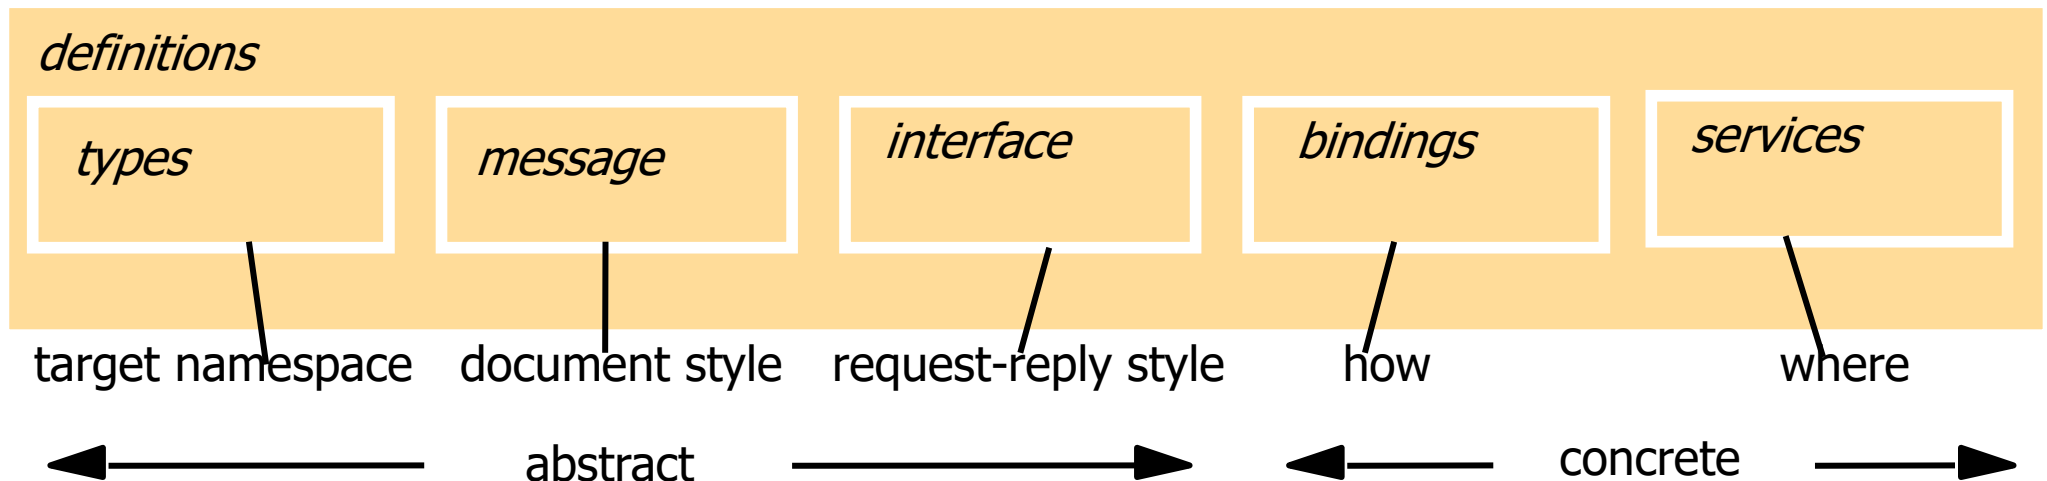 definitions
types
message
interface
bindings
services
target namespace
document style
request-reply style
how
where
abstract
concrete